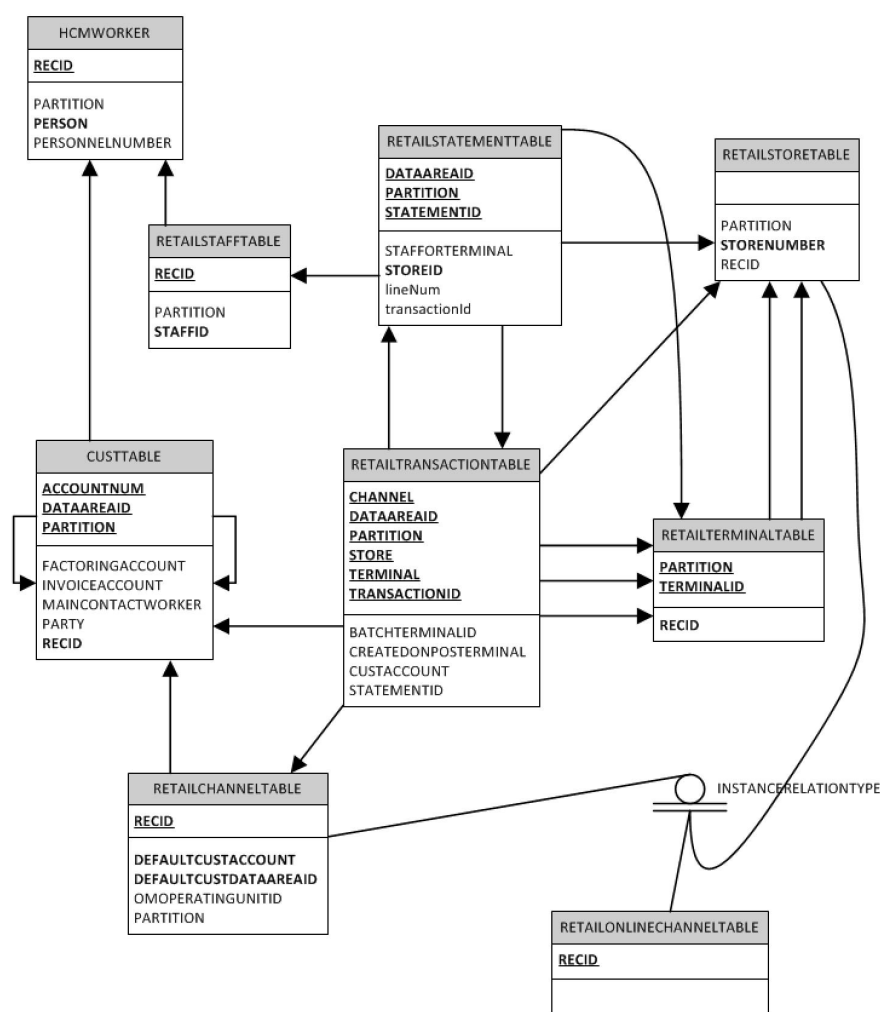 HCMWORKER
RECID
PARTITION
PERSON
PERSONNELNUMBER
RETAILSTATEMENTTABLE
DATAAREAID
PARTITION
STATEMENTID
STAFFORTERMINAL
STOREID
lineNum
transactionId
RETAILSTORETABLE
PARTITION
STORENUMBER
RECID
RETAILSTAFFTABLE
RECID
PARTITION
STAFFID
CUSTTABLE
ACCOUNTNUM
DATAAREAID
PARTITION
FACTORINGACCOUNT
INVOICEACCOUNT
MAINCONTACTWORKER
PARTY
RECID
RETAILTRANSACTIONTABLE
CHANNEL
DATAAREAID
PARTITION
STORE
TERMINAL
TRANSACTIONID
BATCHTERMINALID
CREATEDONPOSTERMINAL
CUSTACCOUNT
STATEMENTID
RETAILTERMINALTABLE
PARTITION
TERMINALID
RECID
RETAILCHANNELTABLE
RECID
DEFAULTCUSTACCOUNT
DEFAULTCUSTDATAAREAID
OMOPERATINGUNITID
PARTITION
INSTANCERELATIONTYPE
RETAILONLINECHANNELTABLE
RECID